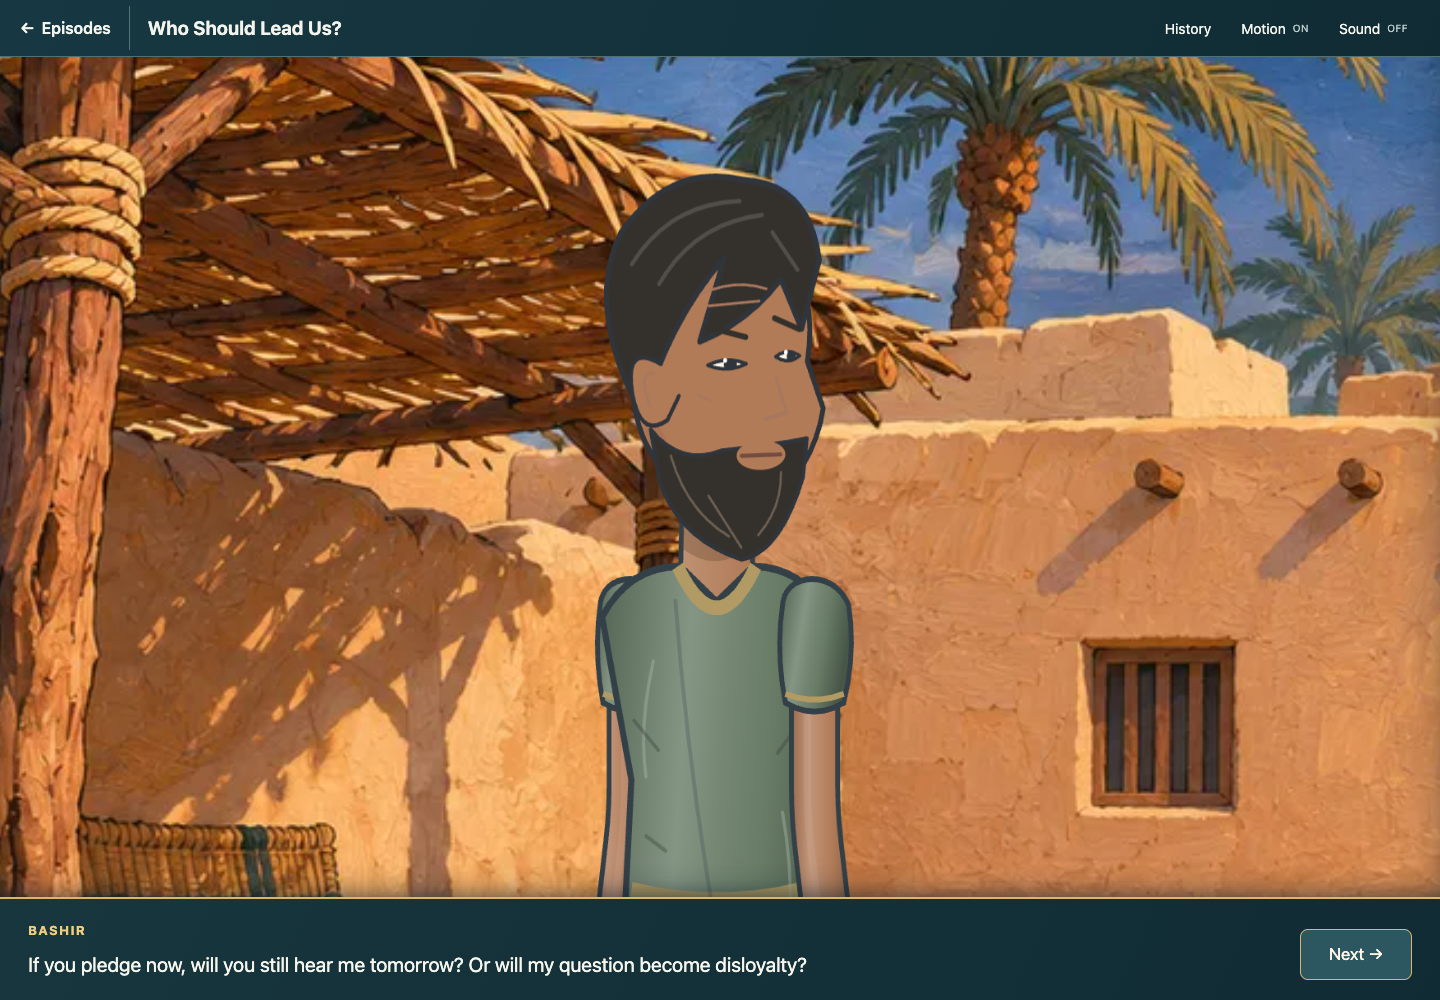 ← Episodes
Who Should Lead Us?
History
Motion ON
Sound OFF
BASHIR
If you pledge now, will you still hear me tomorrow? Or will my question become disloyalty?
Next →